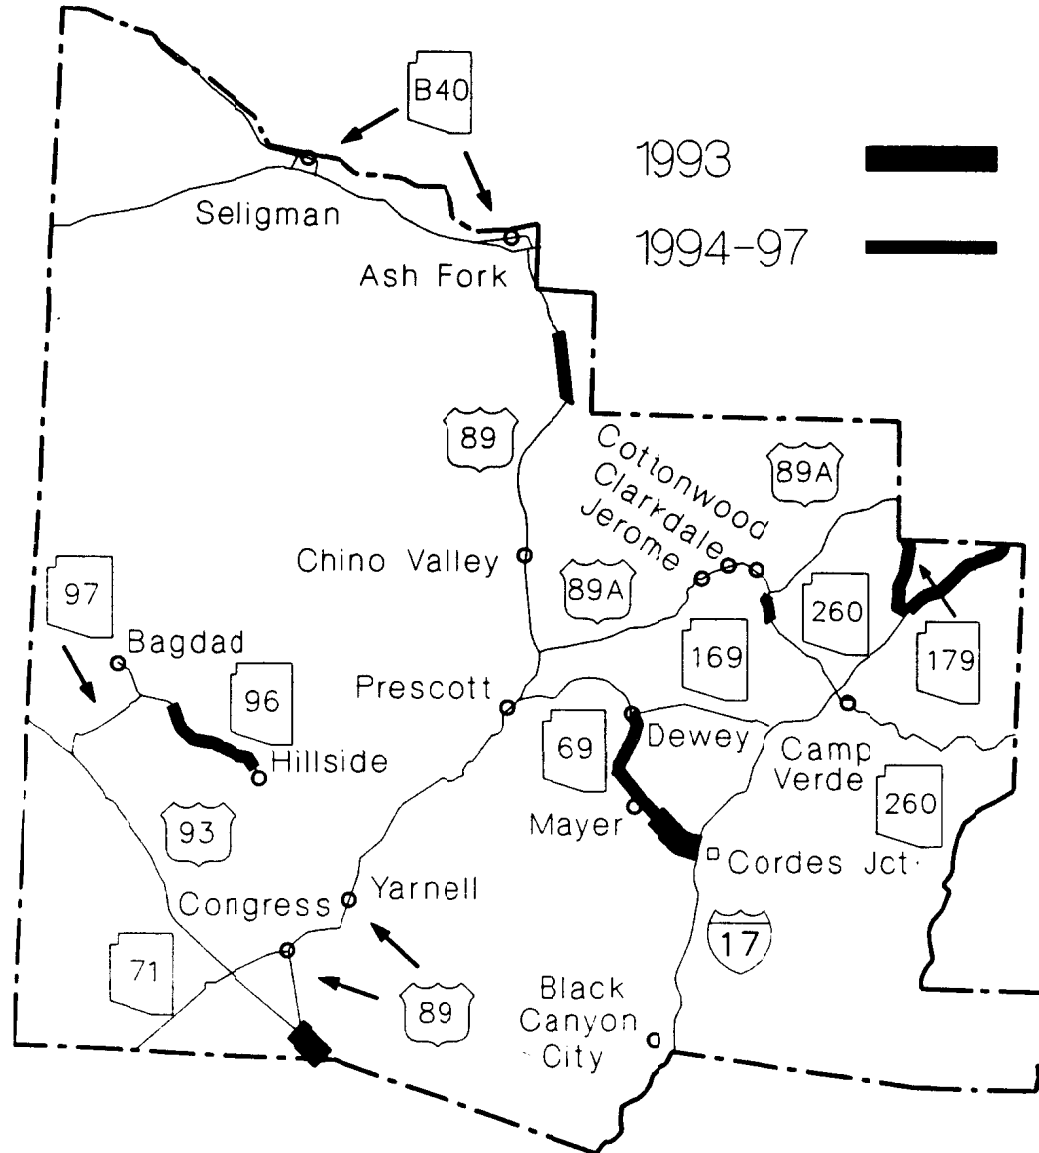 B40
1993
Seligman
1994-97
Ash Fork
89
Cottonwood
Clarkdale
Jerome
89A
Chino Valley
89A
97
260
Bagdad
169
179
96
Prescott
69
Dewey
Hillside
Camp
Verde
93
Mayer
260
Cordes Jct.
Yarnell
Congress
17
71
89
Black
Canyon
City